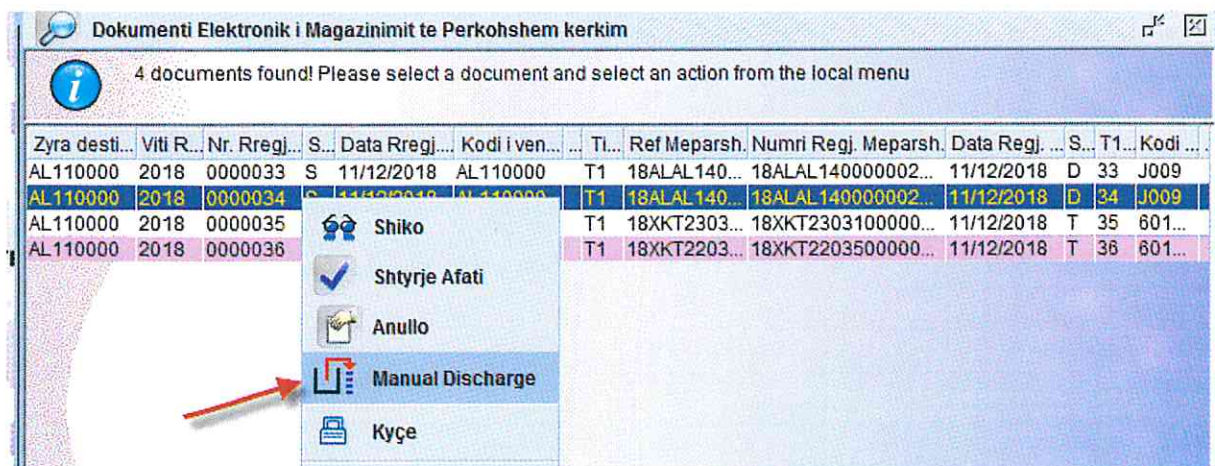 Dokumenti Elektronik i Magazinimit te Perkohshem kerkim
4 documents found! Please select a document and select an action from the local menu
Zyra desti... Viti R... Nr. Rregj... S... Data Rregj.... Kodi i ven... ... Ti... Ref Meparsh. Numri Regj. Meparsh. Data Regj. ... S... T1... Kodi ...
AL110000 2018 0000033 S 11/12/2018 AL110000 T1 18ALAL140... 18ALAL140000002... 11/12/2018 D 33 J009
AL110000 2018 0000034 S 11/12/2018 AL110000 T1 18ALAL140... 18ALAL140000002... 11/12/2018 D 34 J009
AL110000 2018 0000035 T1 18XKT2303... 18XKT2303100000... 11/12/2018 T 35 601...
AL110000 2018 0000036 T1 18XKT2203... 18XKT2203500000... 11/12/2018 T 36 601...
Shiko
Shtyrje Afati
Anullo
Manual Discharge
Kyçe